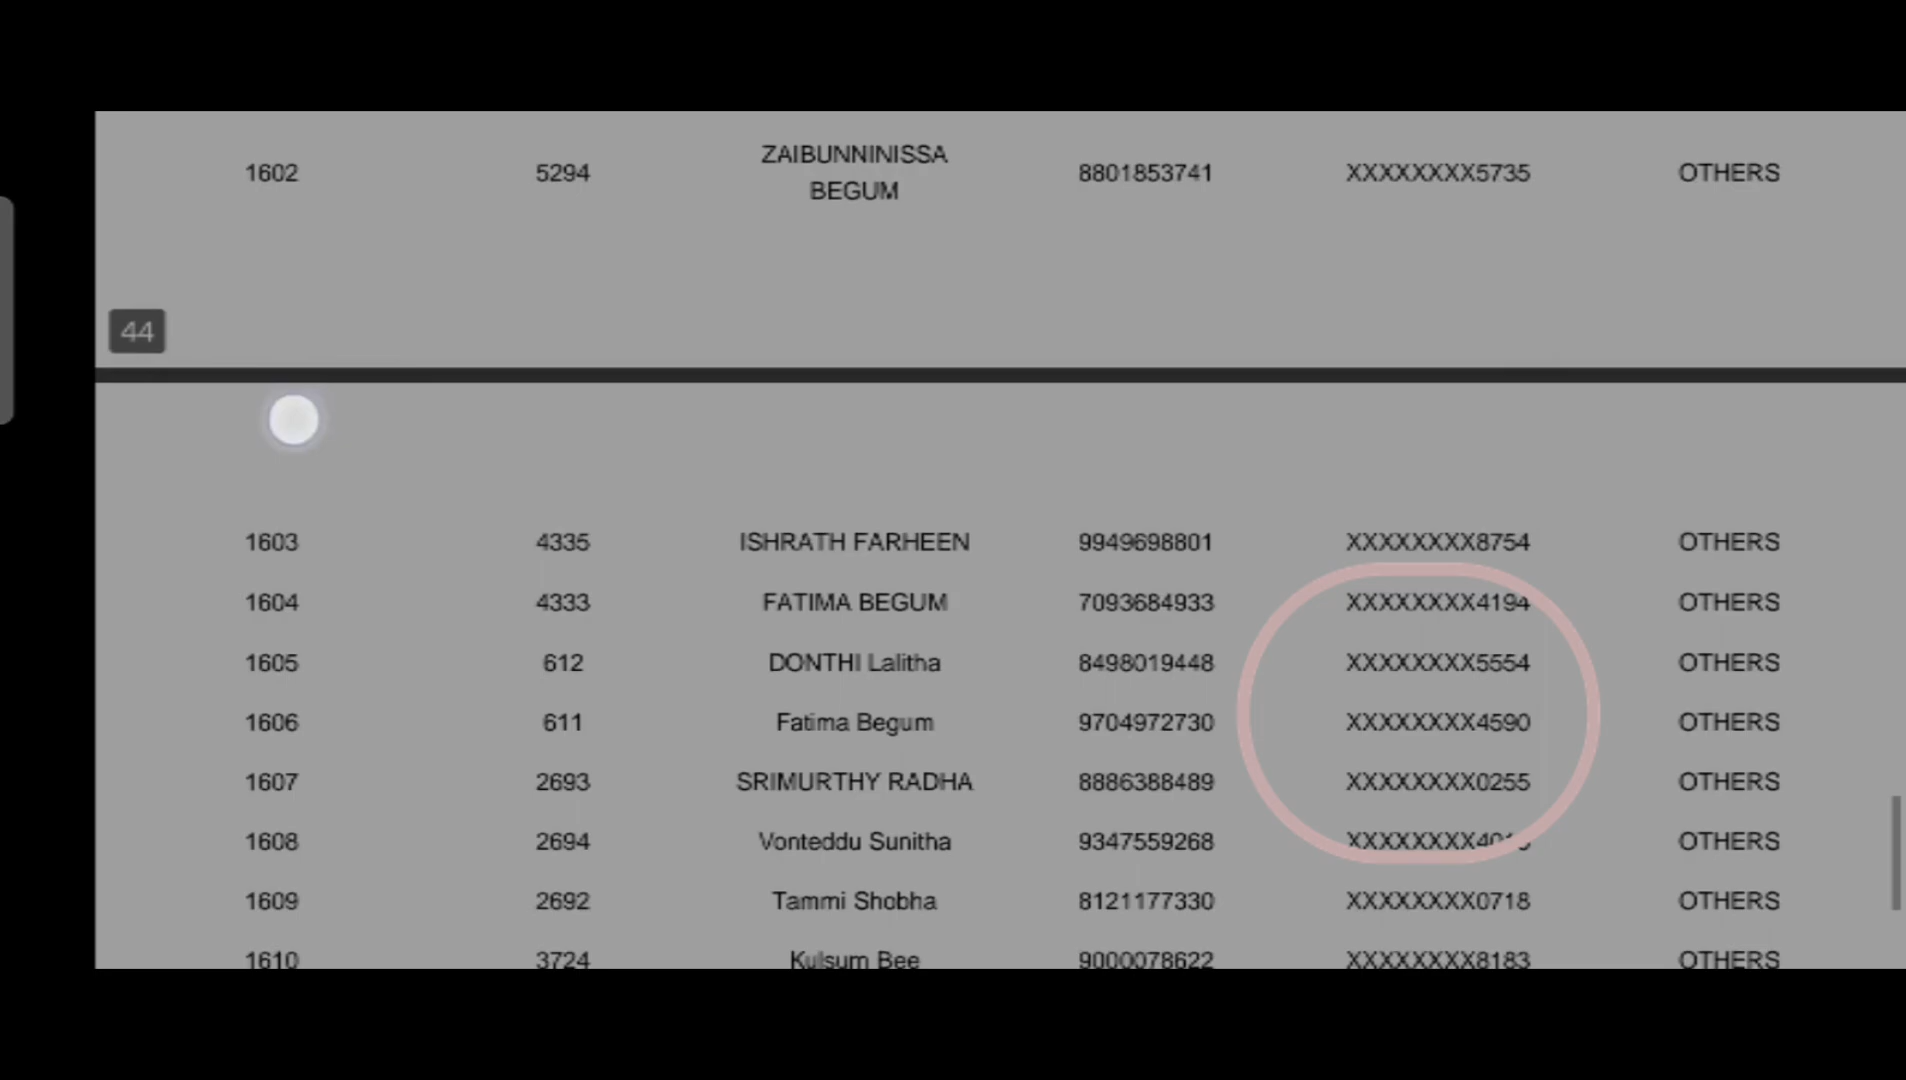 1602 5294 ZAIBUNNINISSA BEGUM 8801853741 XXXXXXXX5735 OTHERS
44
1603 4335 ISHRATH FARHEEN 9949698801 XXXXXXXX8754 OTHERS
1604 4333 FATIMA BEGUM 7093684933 XXXXXXXX4194 OTHERS
1605 612 DONTHI Lalitha 8498019448 XXXXXXXX5554 OTHERS
1606 611 Fatima Begum 9704972730 XXXXXXXX4590 OTHERS
1607 2693 SRIMURTHY RADHA 8886388489 XXXXXXXX0255 OTHERS
1608 2694 Vonteddu Sunitha 9347559268 OTHERS
1609 2692 Tammi Shobha 8121177330 XXXXXXXX0718 OTHERS
1610 3724 Kulsum Bee 9000078622 XXXXXXXX8183 OTHERS